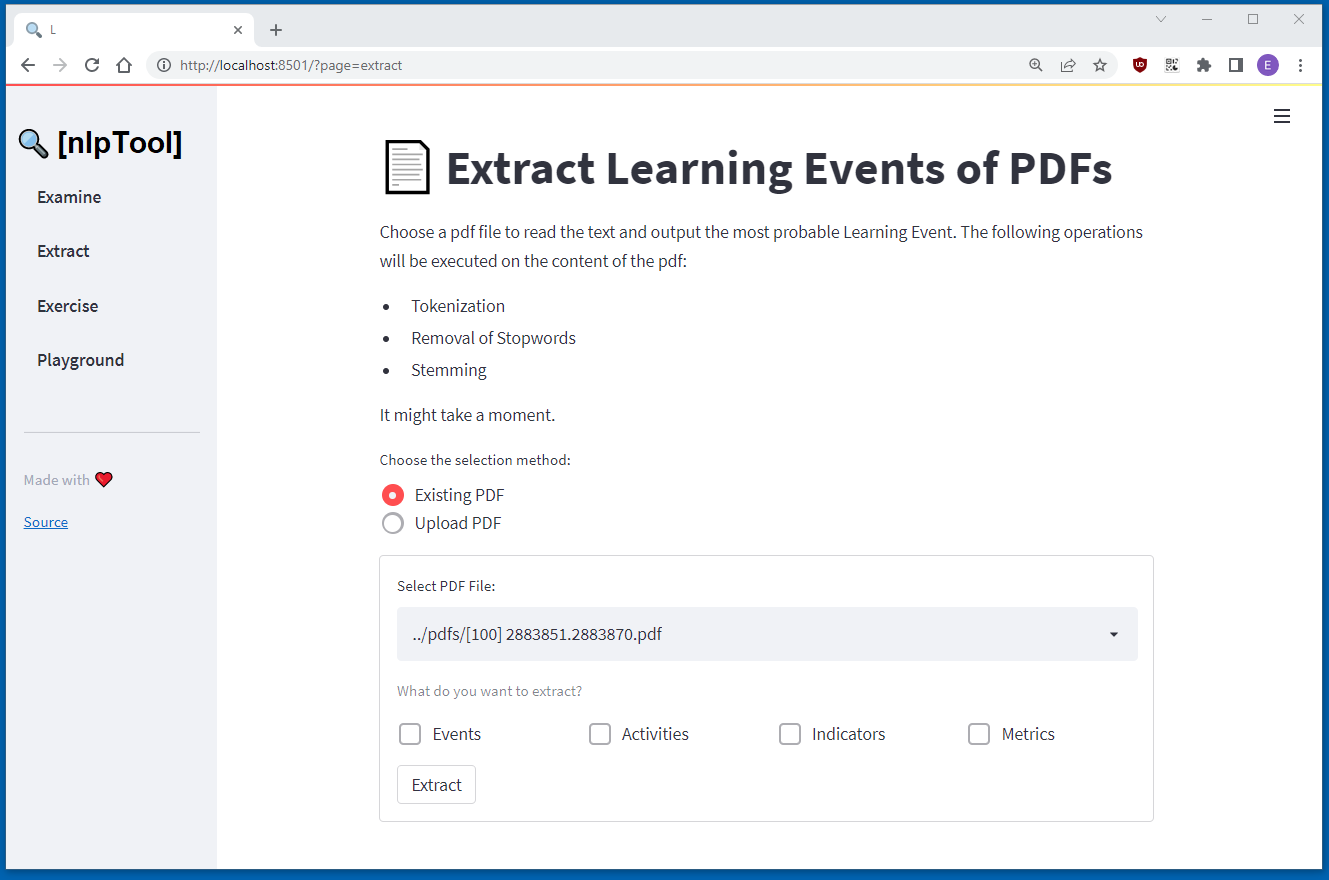 L
http://localhost:8501/?page=extract
E
[nlpTool]
Examine
Extract
Exercise
Playground
Made with
Source
Extract Learning Events of PDFs
Choose a pdf file to read the text and output the most probable Learning Event. The following operations
will be executed on the content of the pdf:
• Tokenization
• Removal of Stopwords
• Stemming
It might take a moment.
Choose the selection method:
Existing PDF
Upload PDF
Select PDF File:
../pdfs/[100] 2883851.2883870.pdf
What do you want to extract?
Events Activities Indicators Metrics
Extract